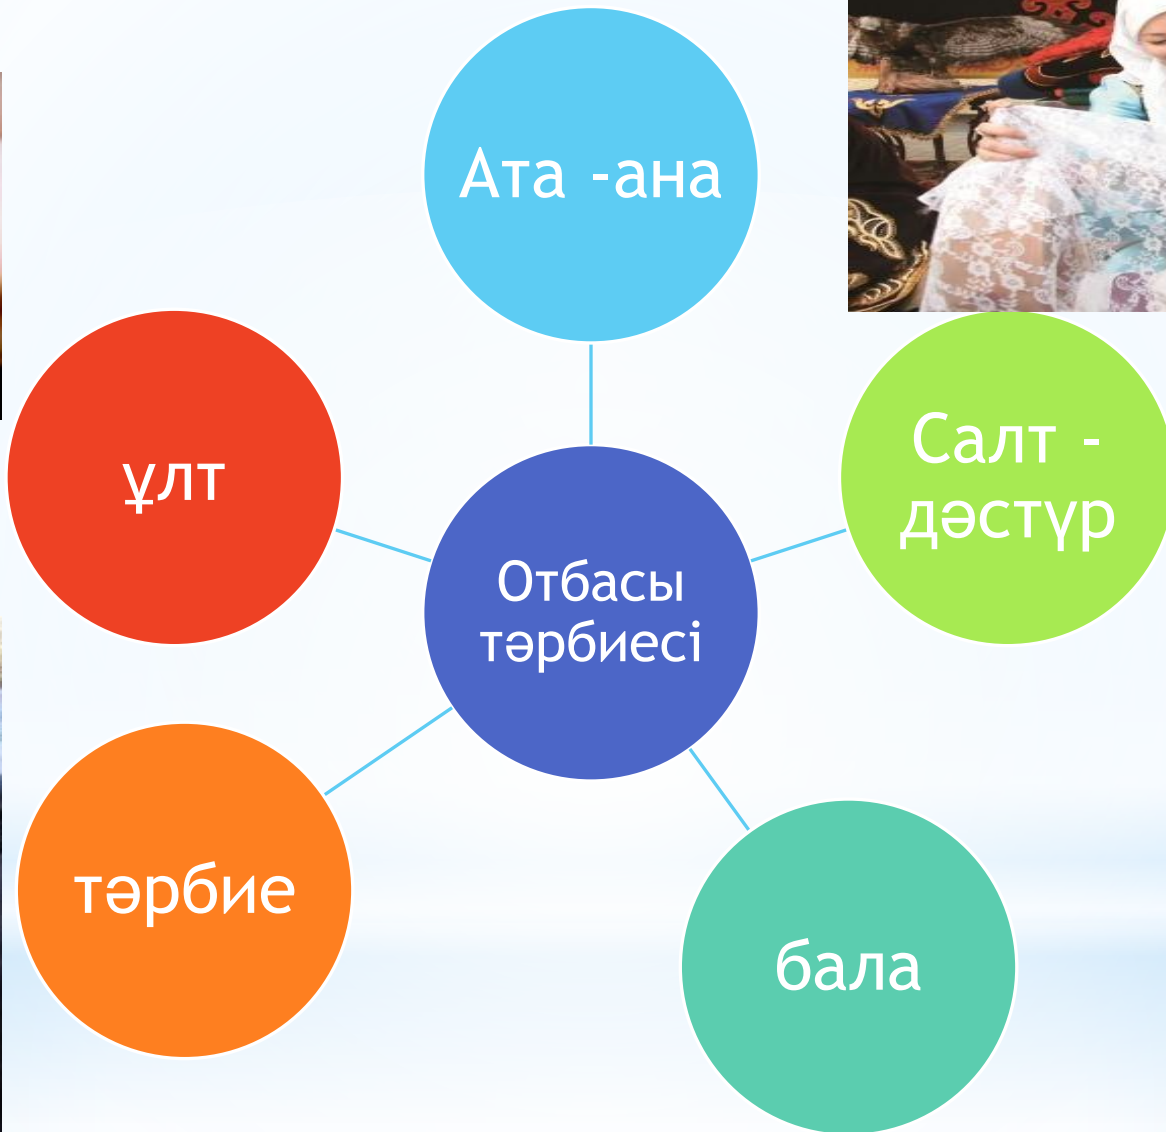 Ата -ана
ұлт
Салт -
дәстүр
Отбасы
тәрбиесі
тәрбие
бала